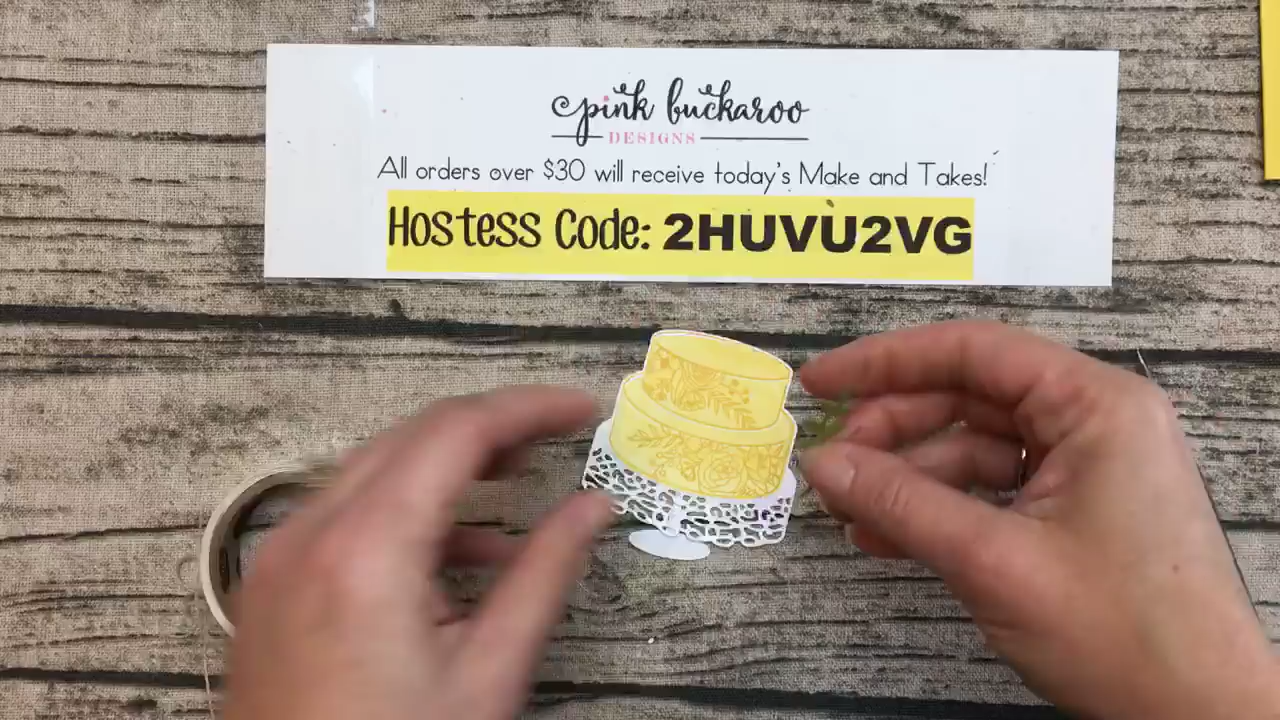 pink buckaroo
DESIGNS
All orders over $30 will receive today's Make and Takes!
Hostess Code: 2HUVU2VG